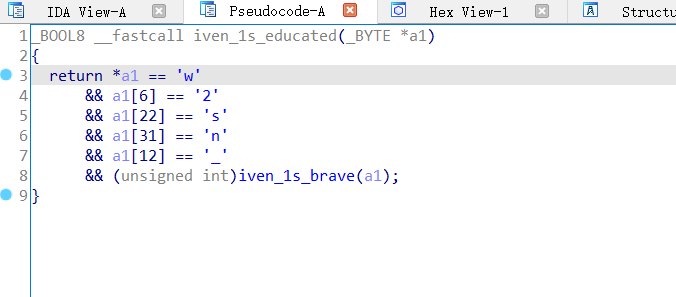 IDA View-A Pseudocode-A Hex View-1 Structu
1 _BOOL8 __fastcall iven_1s_educated(_BYTE *a1)
2 {
3 return *a1 == 'w'
4 && a1[6] == '2'
5 && a1[22] == 's'
6 && a1[31] == 'n'
7 && a1[12] == '_'
8 && (unsigned int)iven_1s_brave(a1);
9 }